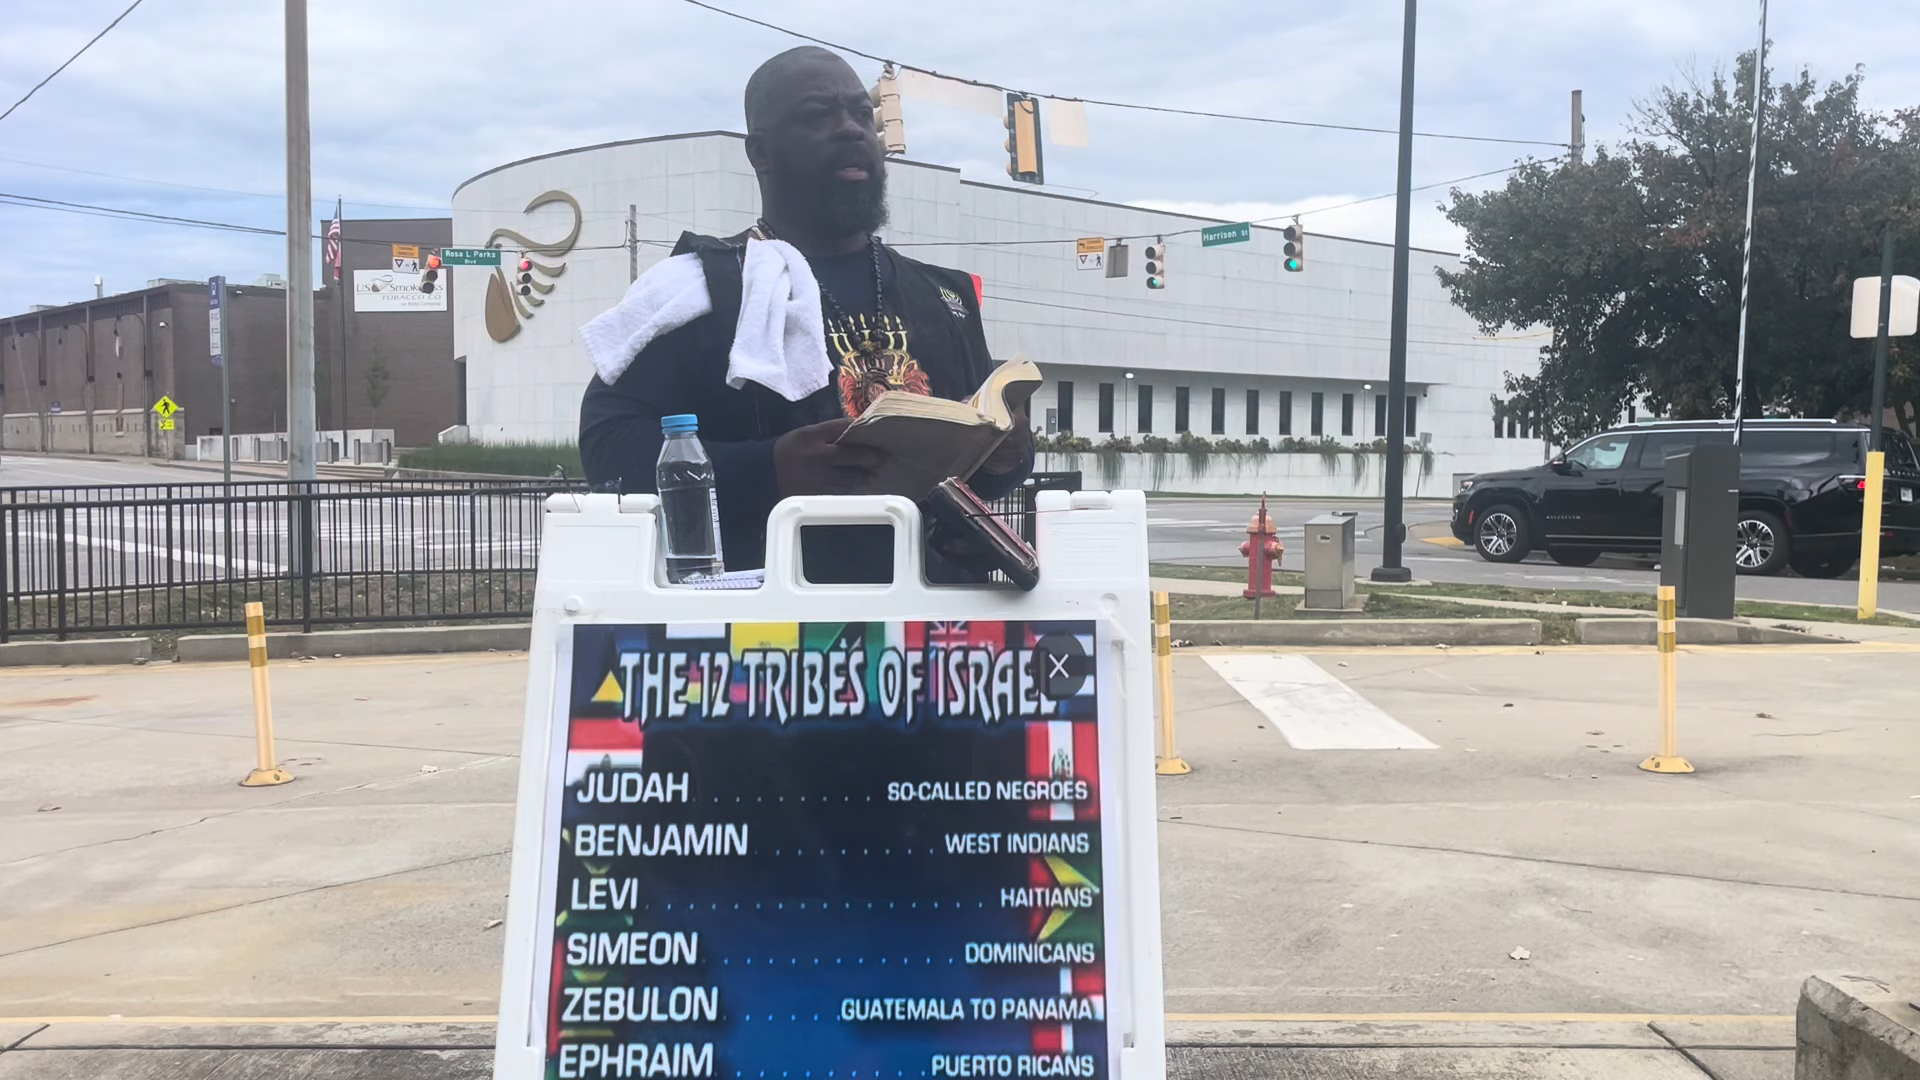 Rosa L Parks
Blvd
Harrison St
US Smokeless
TOBACCO CO
THE 12 TRIBES OF ISRAEL
JUDAH . . . . . . . . . SO-CALLED NEGROES
BENJAMIN . . . . . . . . . WEST INDIANS
LEVI . . . . . . . . . . . . . . . . HAITIANS
SIMEON . . . . . . . . . . . DOMINICANS
ZEBULON . . . . . . GUATEMALA TO PANAMA
EPHRAIM . . . . . . . . . PUERTO RICANS